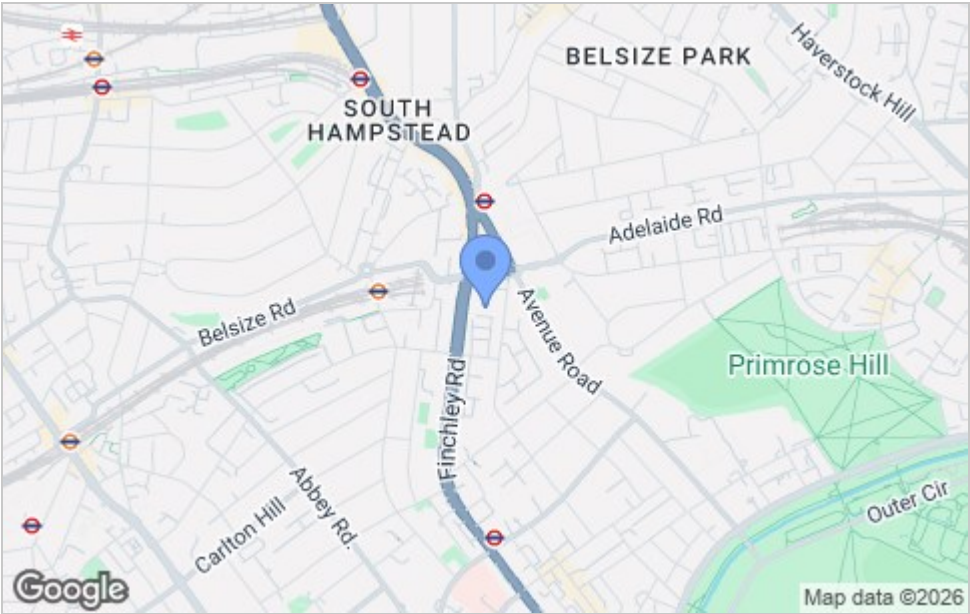 BELSIZE PARK
Haverstock Hill
SOUTH
HAMPSTEAD
Adelaide Rd
Belsize Rd
Avenue Road
Primrose Hill
Finchley Rd
Abbey Rd.
Carlton Hill
Outer Cir
Google
Map data ©2026